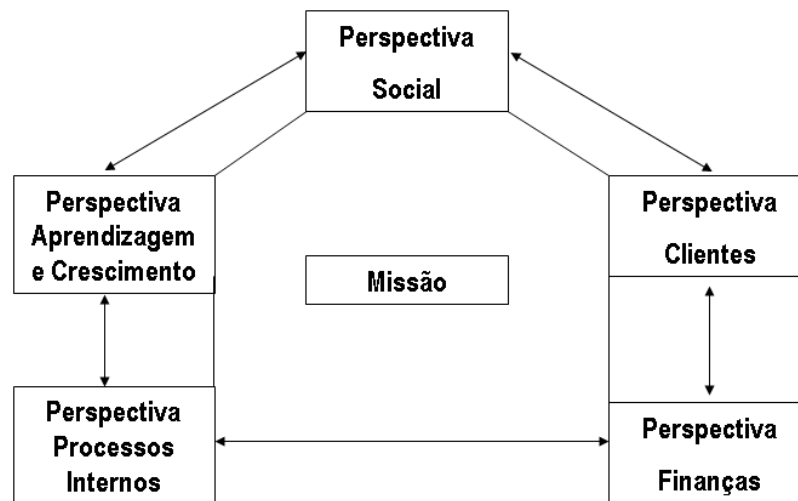 Perspectiva
Social
Perspectiva
Aprendizagem
e Crescimento
Perspectiva
Clientes
Missão
Perspectiva
Processos
Internos
Perspectiva
Finanças